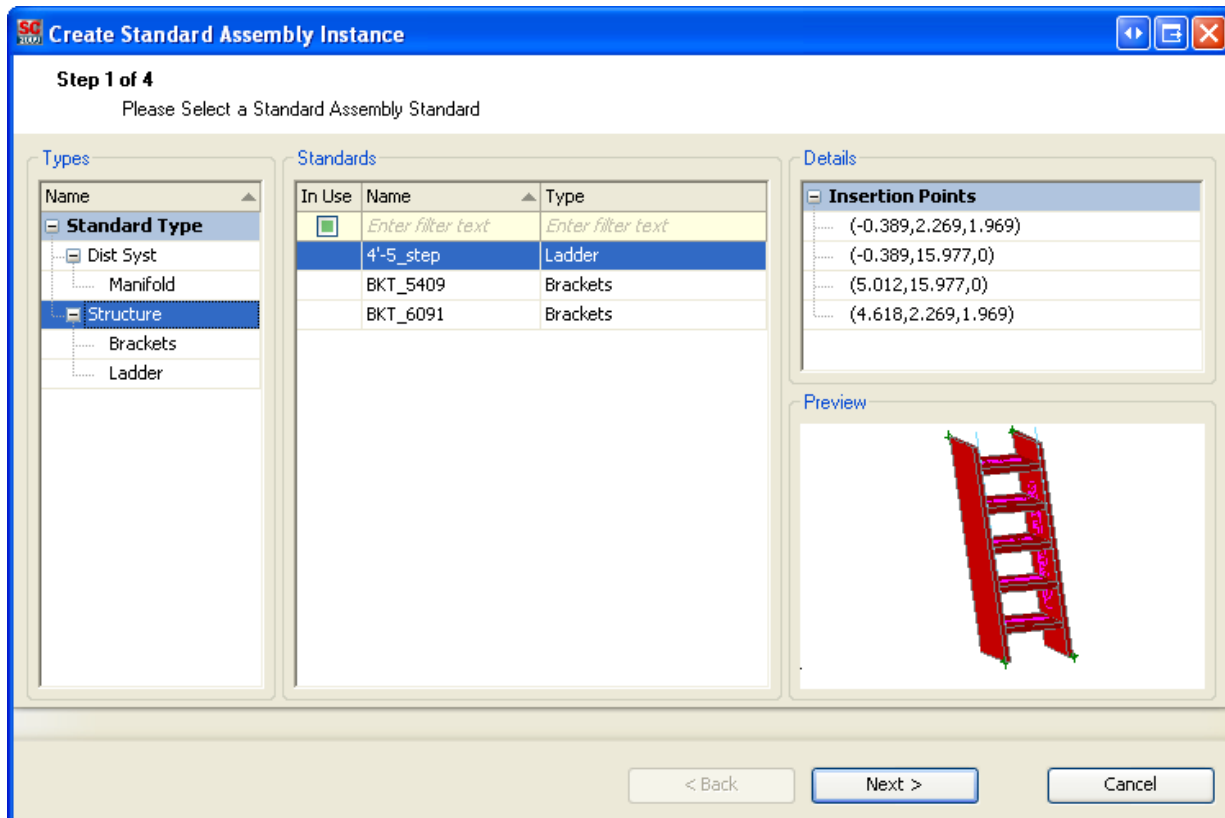 Create Standard Assembly Instance
Step 1 of 4
Please Select a Standard Assembly Standard
Types
Name
Standard Type
Dist Syst
Manifold
Structure
Brackets
Ladder
Standards
In Use Name Type
Enter filter text Enter filter text
4'-5_step Ladder
BKT_5409 Brackets
BKT_6091 Brackets
Details
Insertion Points
(-0.389,2.269,1.969)
(-0.389,15.977,0)
(5.012,15.977,0)
(4.618,2.269,1.969)
Preview
< Back Next > Cancel